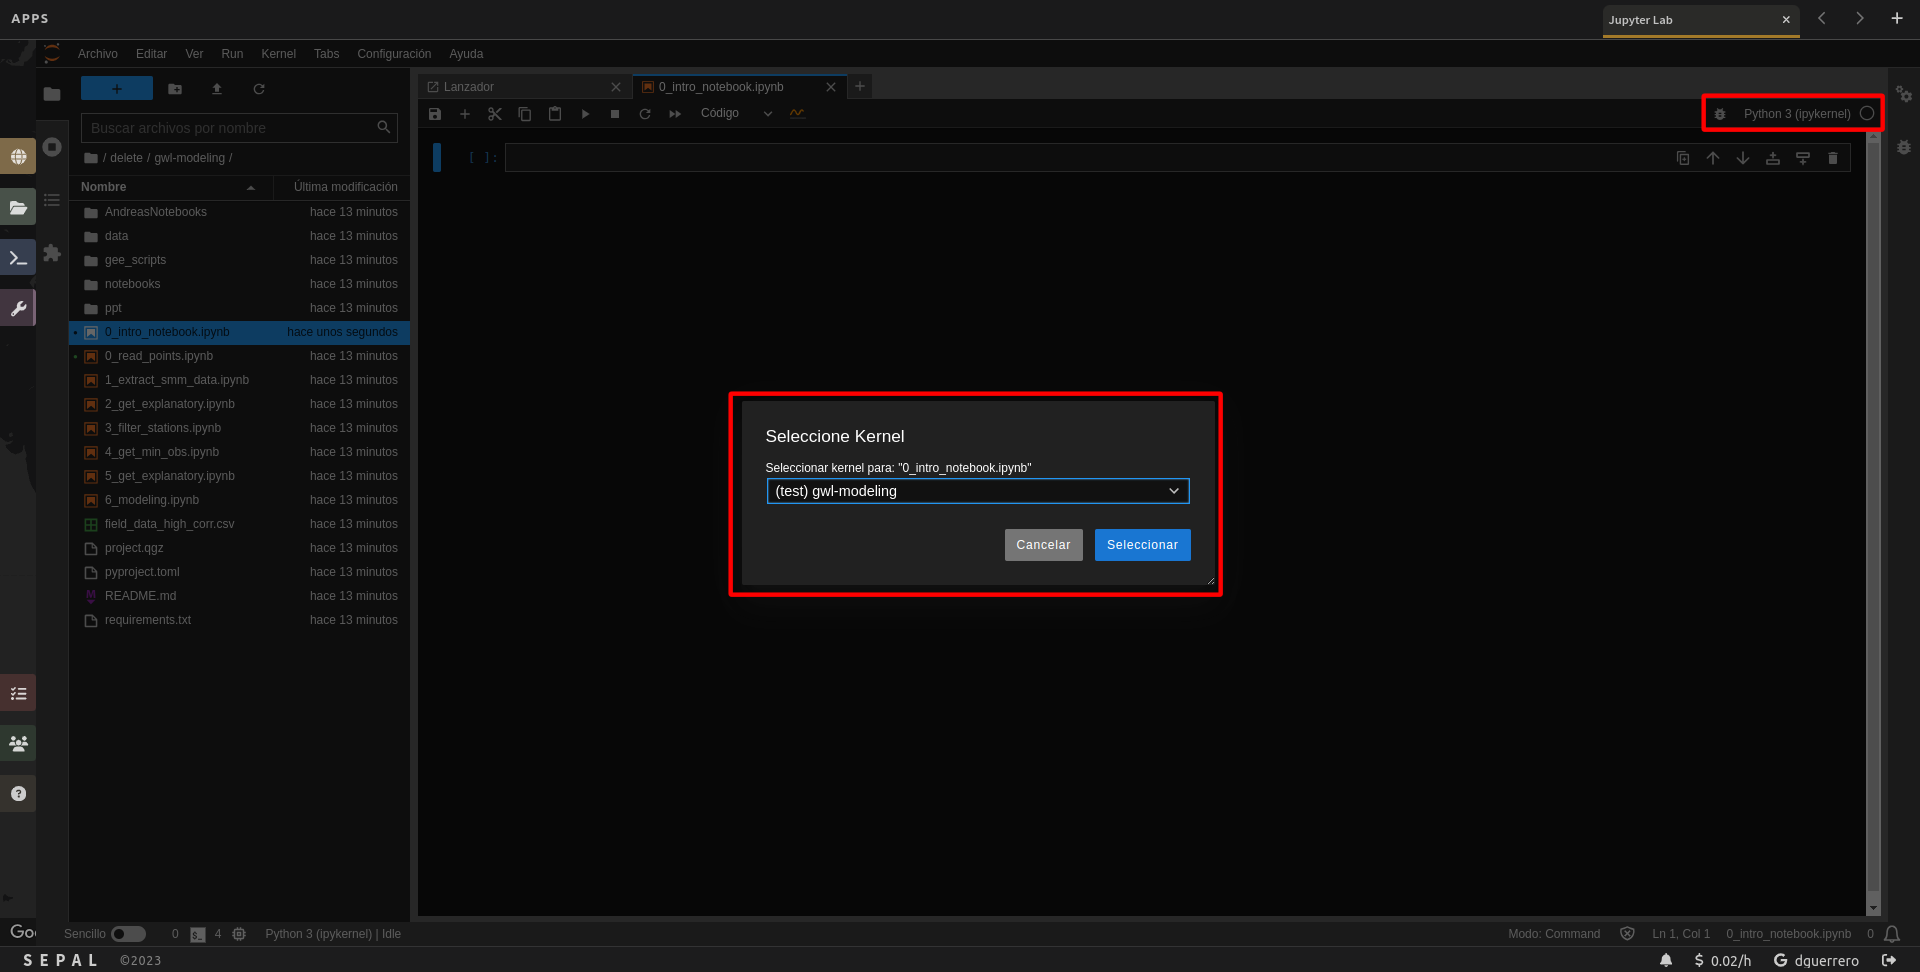 APPS
Jupyter Lab
Archivo Editar Ver Run Kernel Tabs Configuración Ayuda
Lanzador
0_intro_notebook.ipynb
Código
Python 3 (ipykernel)
Buscar archivos por nombre
/ delete / gwl-modeling /
[ ]:
Nombre Última modificación
AndreasNotebooks hace 13 minutos
data hace 13 minutos
gee_scripts hace 13 minutos
notebooks hace 13 minutos
ppt hace 13 minutos
0_intro_notebook.ipynb hace unos segundos
0_read_points.ipynb hace 13 minutos
1_extract_smm_data.ipynb hace 13 minutos
2_get_explanatory.ipynb hace 13 minutos
3_filter_stations.ipynb hace 13 minutos
4_get_min_obs.ipynb hace 13 minutos
5_get_explanatory.ipynb hace 13 minutos
6_modeling.ipynb hace 13 minutos
field_data_high_corr.csv hace 13 minutos
project.qgz hace 13 minutos
pyproject.toml hace 13 minutos
README.md hace 13 minutos
requirements.txt hace 13 minutos
Seleccione Kernel
Seleccionar kernel para: "0_intro_notebook.ipynb"
(test) gwl-modeling
Cancelar Seleccionar
Goo
Sencillo 0 4 Python 3 (ipykernel) | Idle
Modo: Command Ln 1, Col 1 0_intro_notebook.ipynb 0
SEPAL ©2023
$ 0.02/h G dguerrero